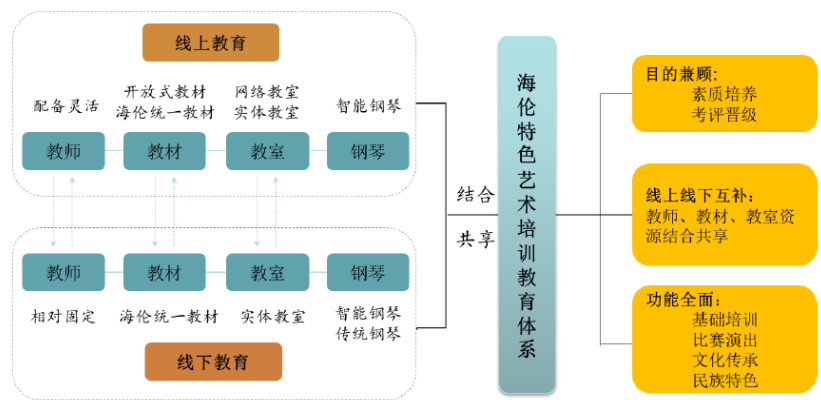 线上教育
配备灵活
开放式教材
海伦统一教材
网络教室
实体教室
智能钢琴
教师
教材
教室
钢琴
教师
教材
教室
钢琴
相对固定
海伦统一教材
实体教室
智能钢琴
传统钢琴
线下教育
结合
共享
海伦特色艺术培训教育体系
目的兼顾:
素质培养
考评晋级
线上线下互补:
教师、教材、教室资
源结合共享
功能全面:
基础培训
比赛演出
文化传承
民族特色